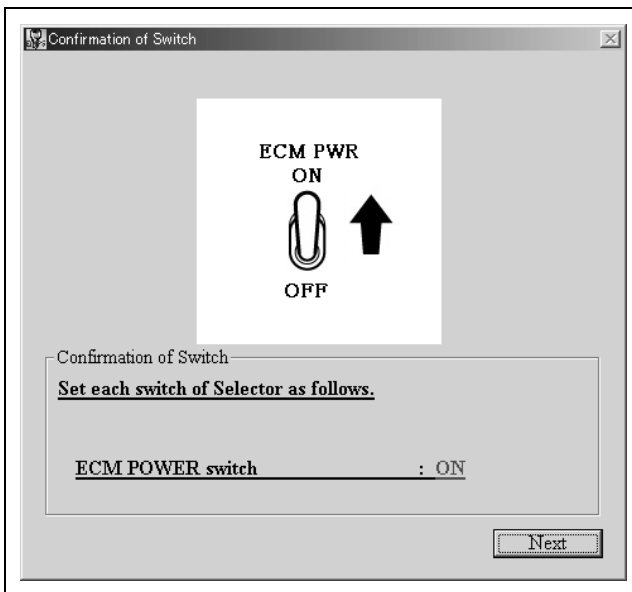 Confirmation of Switch
ECM PWR
ON
OFF
Confirmation of Switch
Set each switch of Selector as follows.
ECM POWER switch : ON
Next